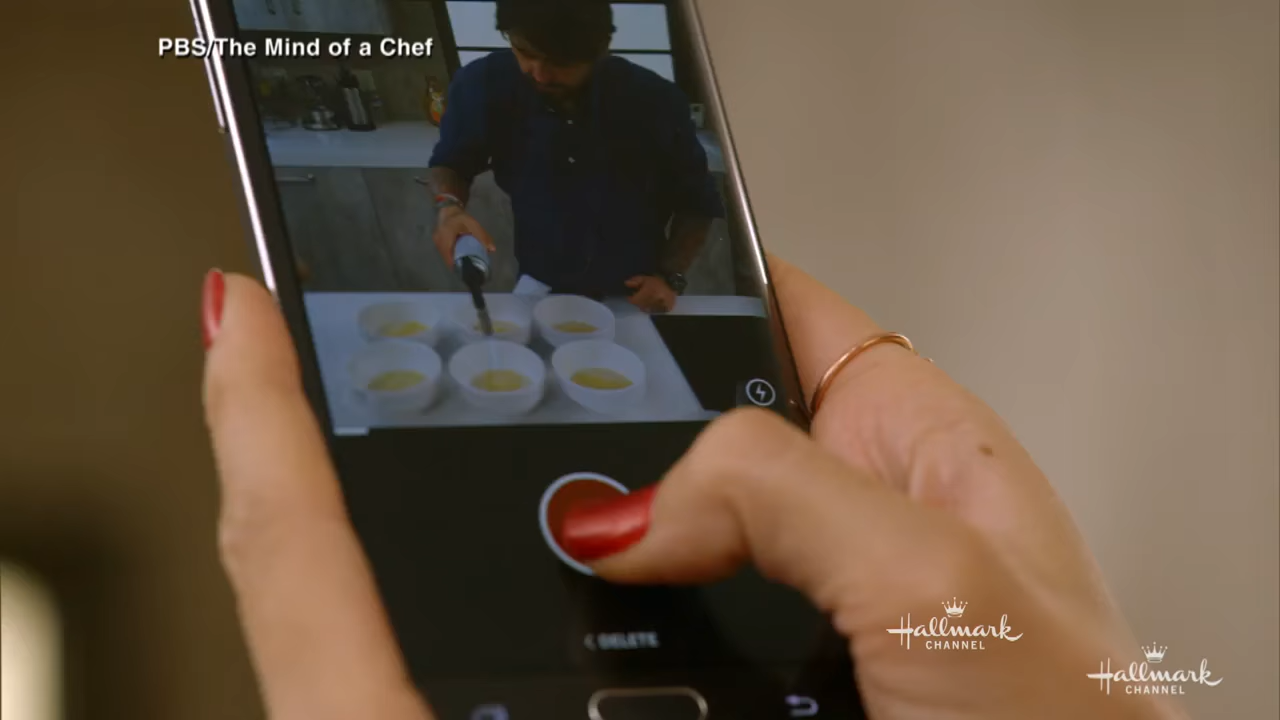 PBS/The Mind of a Chef
< DELETE
Hallmark
CHANNEL
Hallmark
CHANNEL